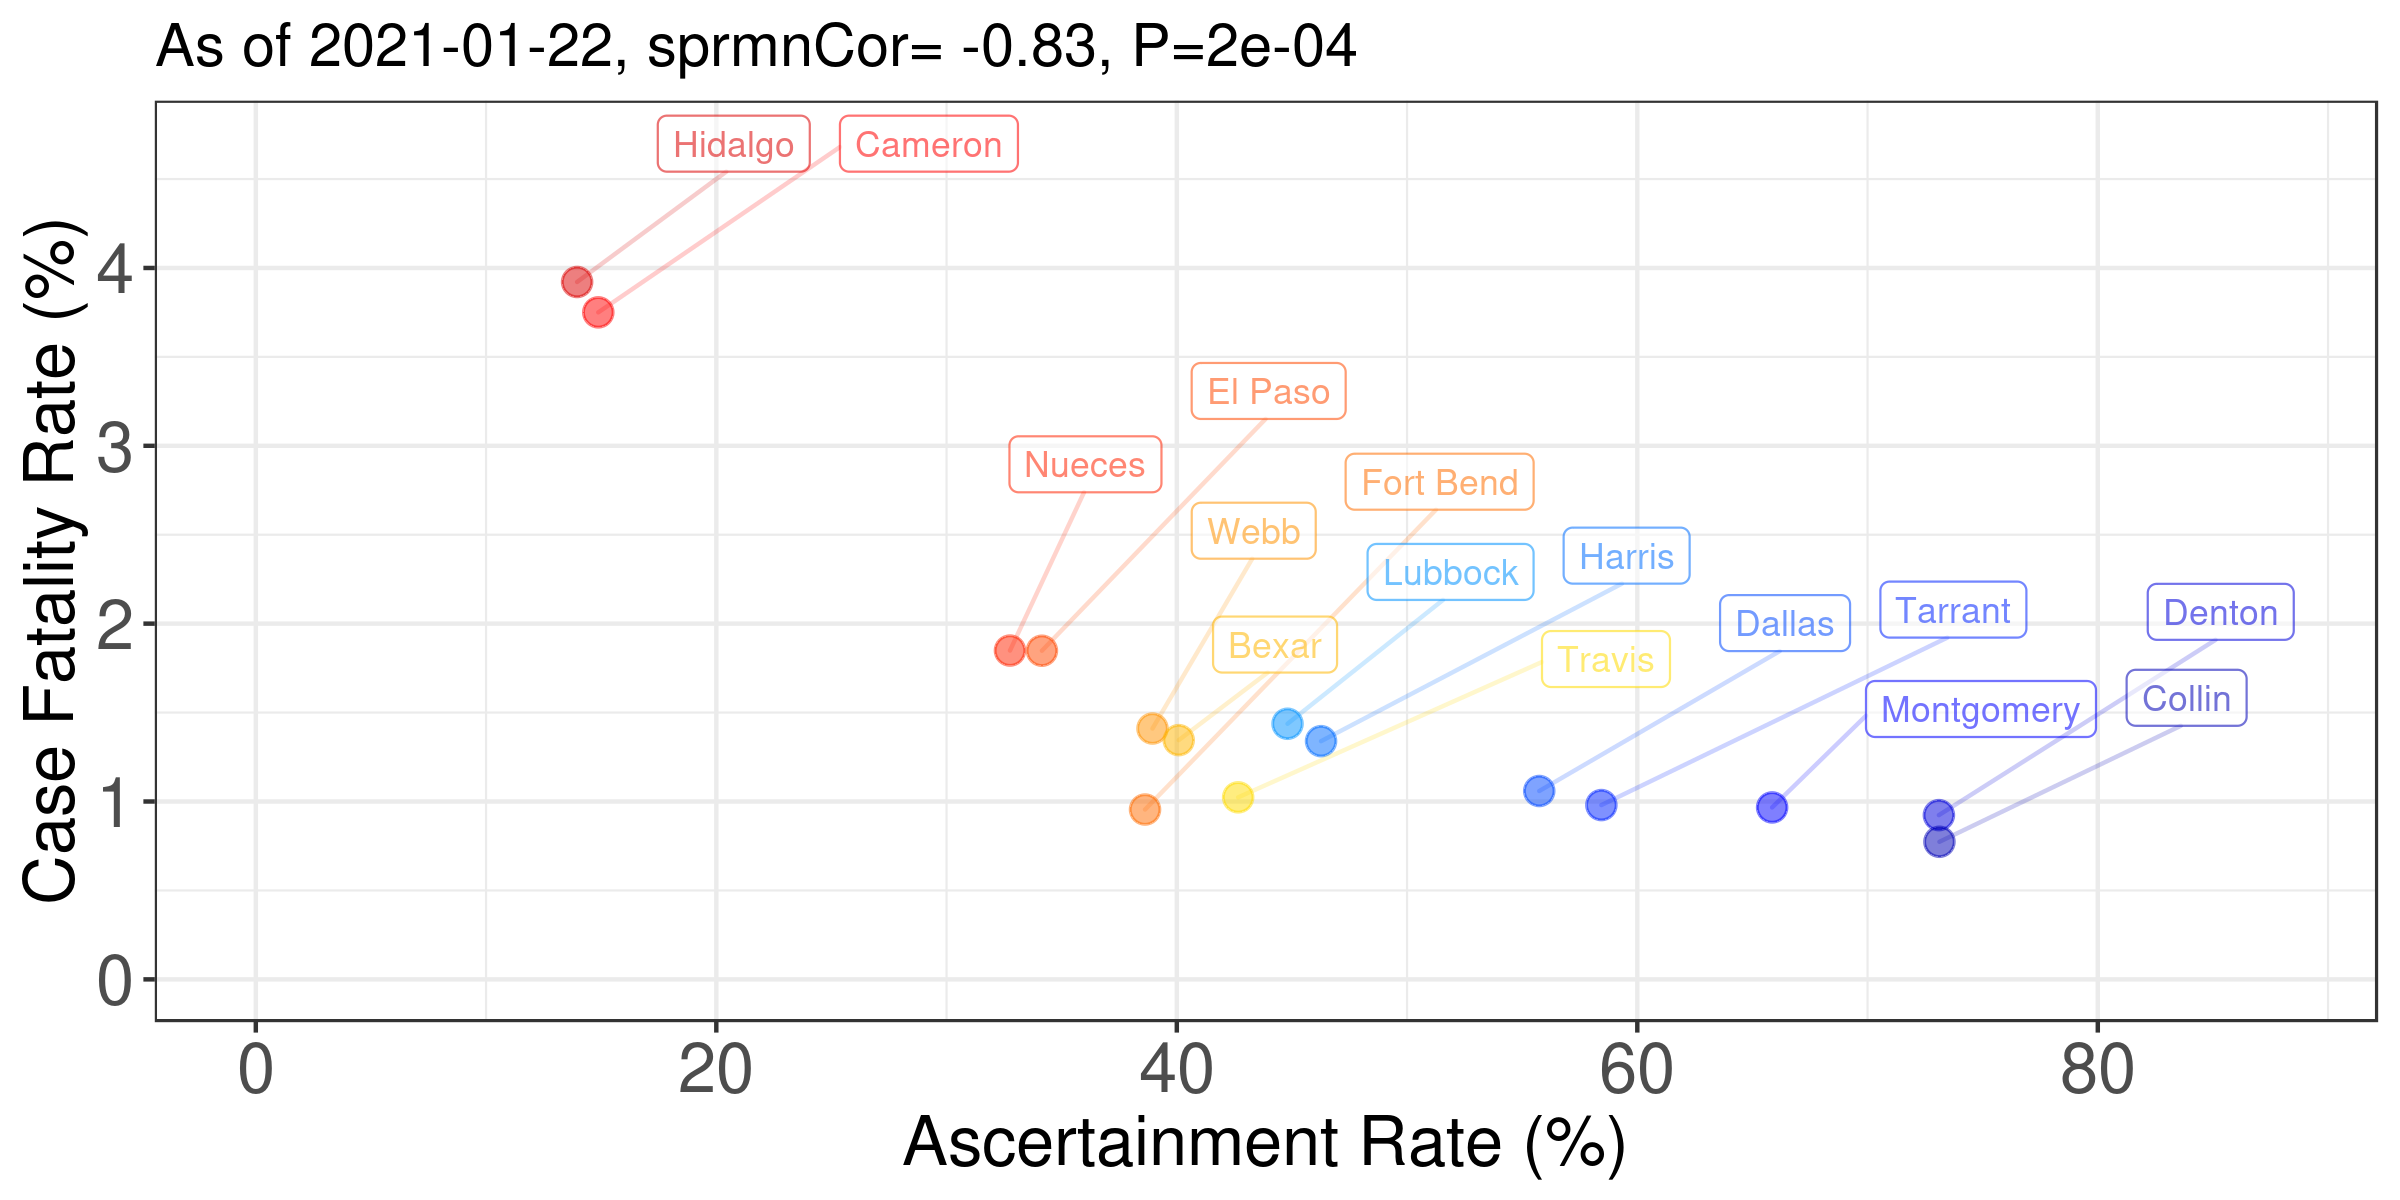 As of 2021-01-22, sprmnCor= -0.83, P=2e-04
Hidalgo
Cameron
El Paso
Nueces
Fort Bend
Webb
Harris
Lubbock
Dallas
Tarrant
Denton
Bexar
Travis
Montgomery
Collin
Case Fatality Rate (%)
4
3
2
1
0
0
20
40
60
80
Ascertainment Rate (%)